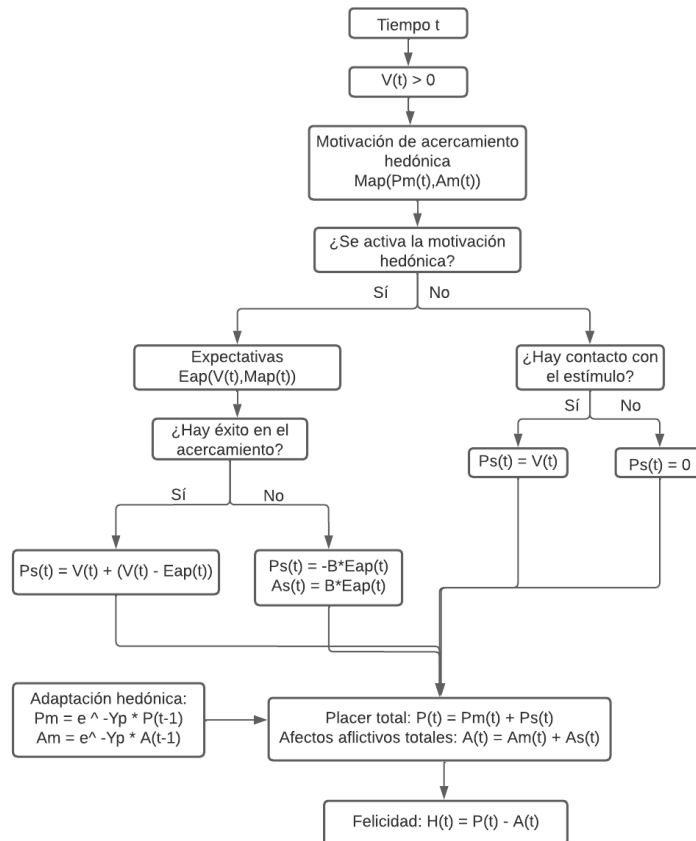 Tiempo t
V(t) > 0
Motivación de acercamiento
hedónica
Map(Pm(t),Am(t))
¿Se activa la motivación
hedónica?
Sí
No
Expectativas
Eap(V(t),Map(t))
¿Hay contacto con
el estímulo?
Sí
No
¿Hay éxito en el
acercamiento?
Ps(t) = V(t)
Ps(t) = 0
Sí
No
Ps(t) = V(t) + (V(t) - Eap(t))
Ps(t) = -B*Eap(t)
As(t) = B*Eap(t)
Adaptación hedónica:
Pm = e ^ -Yp * P(t-1)
Am = e^ -Yp * A(t-1)
Placer total: P(t) = Pm(t) + Ps(t)
Afectos aflictivos totales: A(t) = Am(t) + As(t)
Felicidad: H(t) = P(t) - A(t)